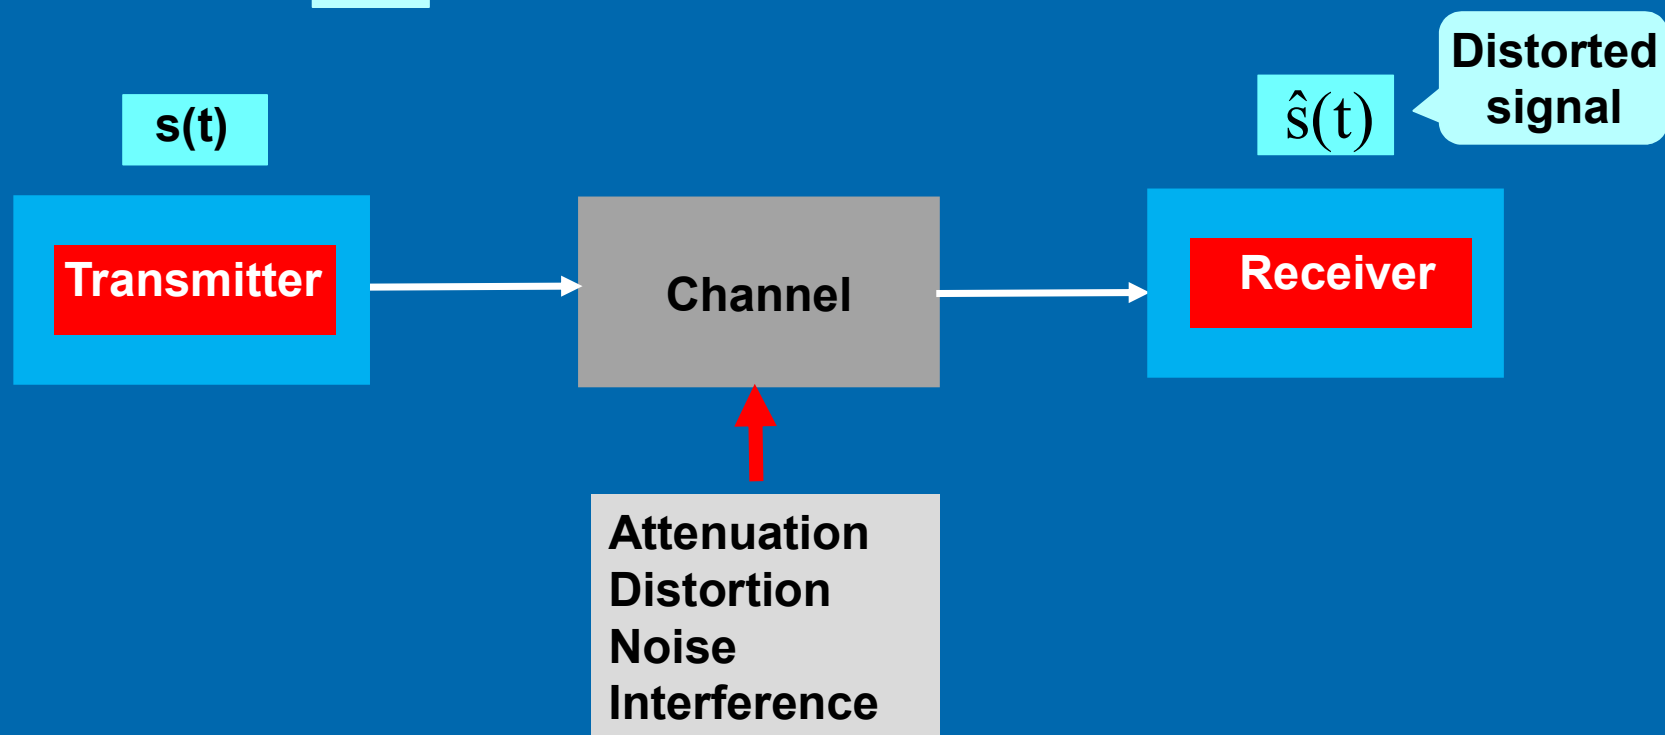 Distorted
signal
s(t)
ŝ(t)
Transmitter
Channel
Receiver
Attenuation
Distortion
Noise
Interference